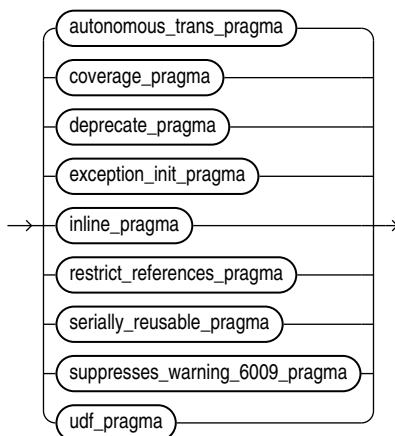 autonomous_trans_pragma
coverage_pragma
deprecate_pragma
exception_init_pragma
inline_pragma
restrict_references_pragma
serially_reusable_pragma
suppresses_warning_6009_pragma
udf_pragma